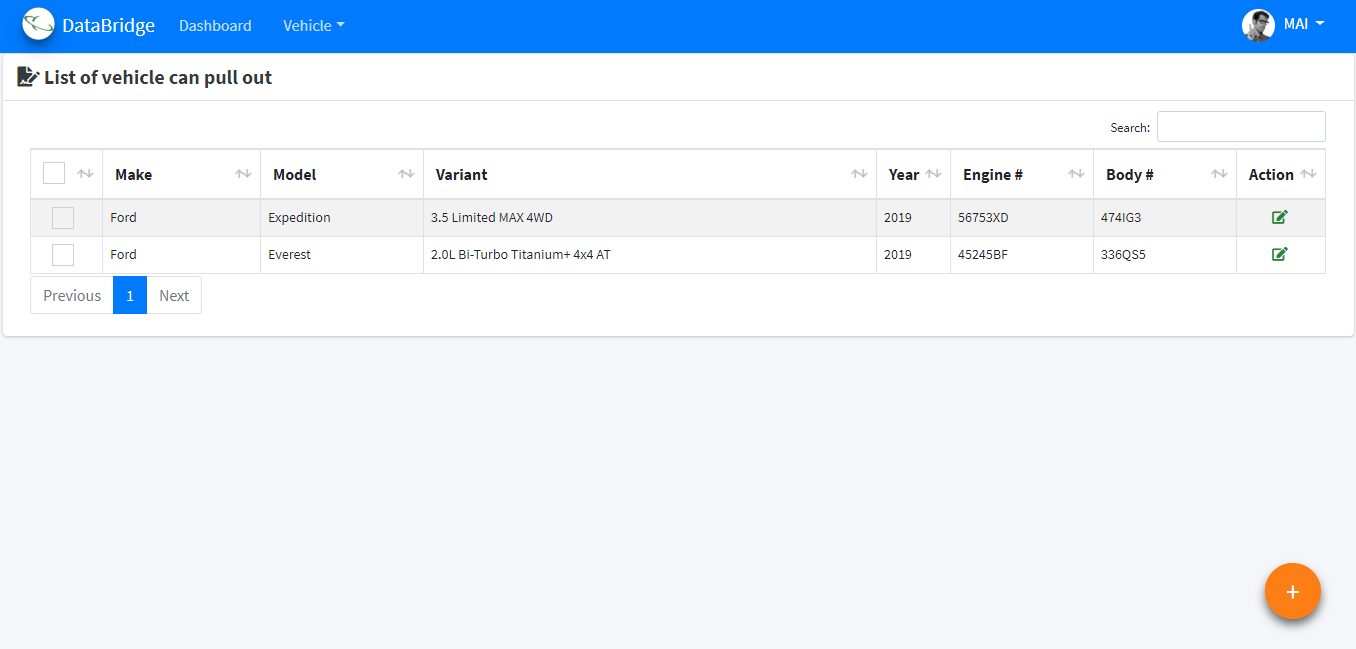 DataBridge Dashboard Vehicle MAI
List of vehicle can pull out
Search:
Make Model Variant Year Engine # Body # Action
Ford Expedition 3.5 Limited MAX 4WD 2019 56753XD 474IG3
Ford Everest 2.0L Bi-Turbo Titanium+ 4x4 AT 2019 45245BF 336QS5
Previous 1 Next
+